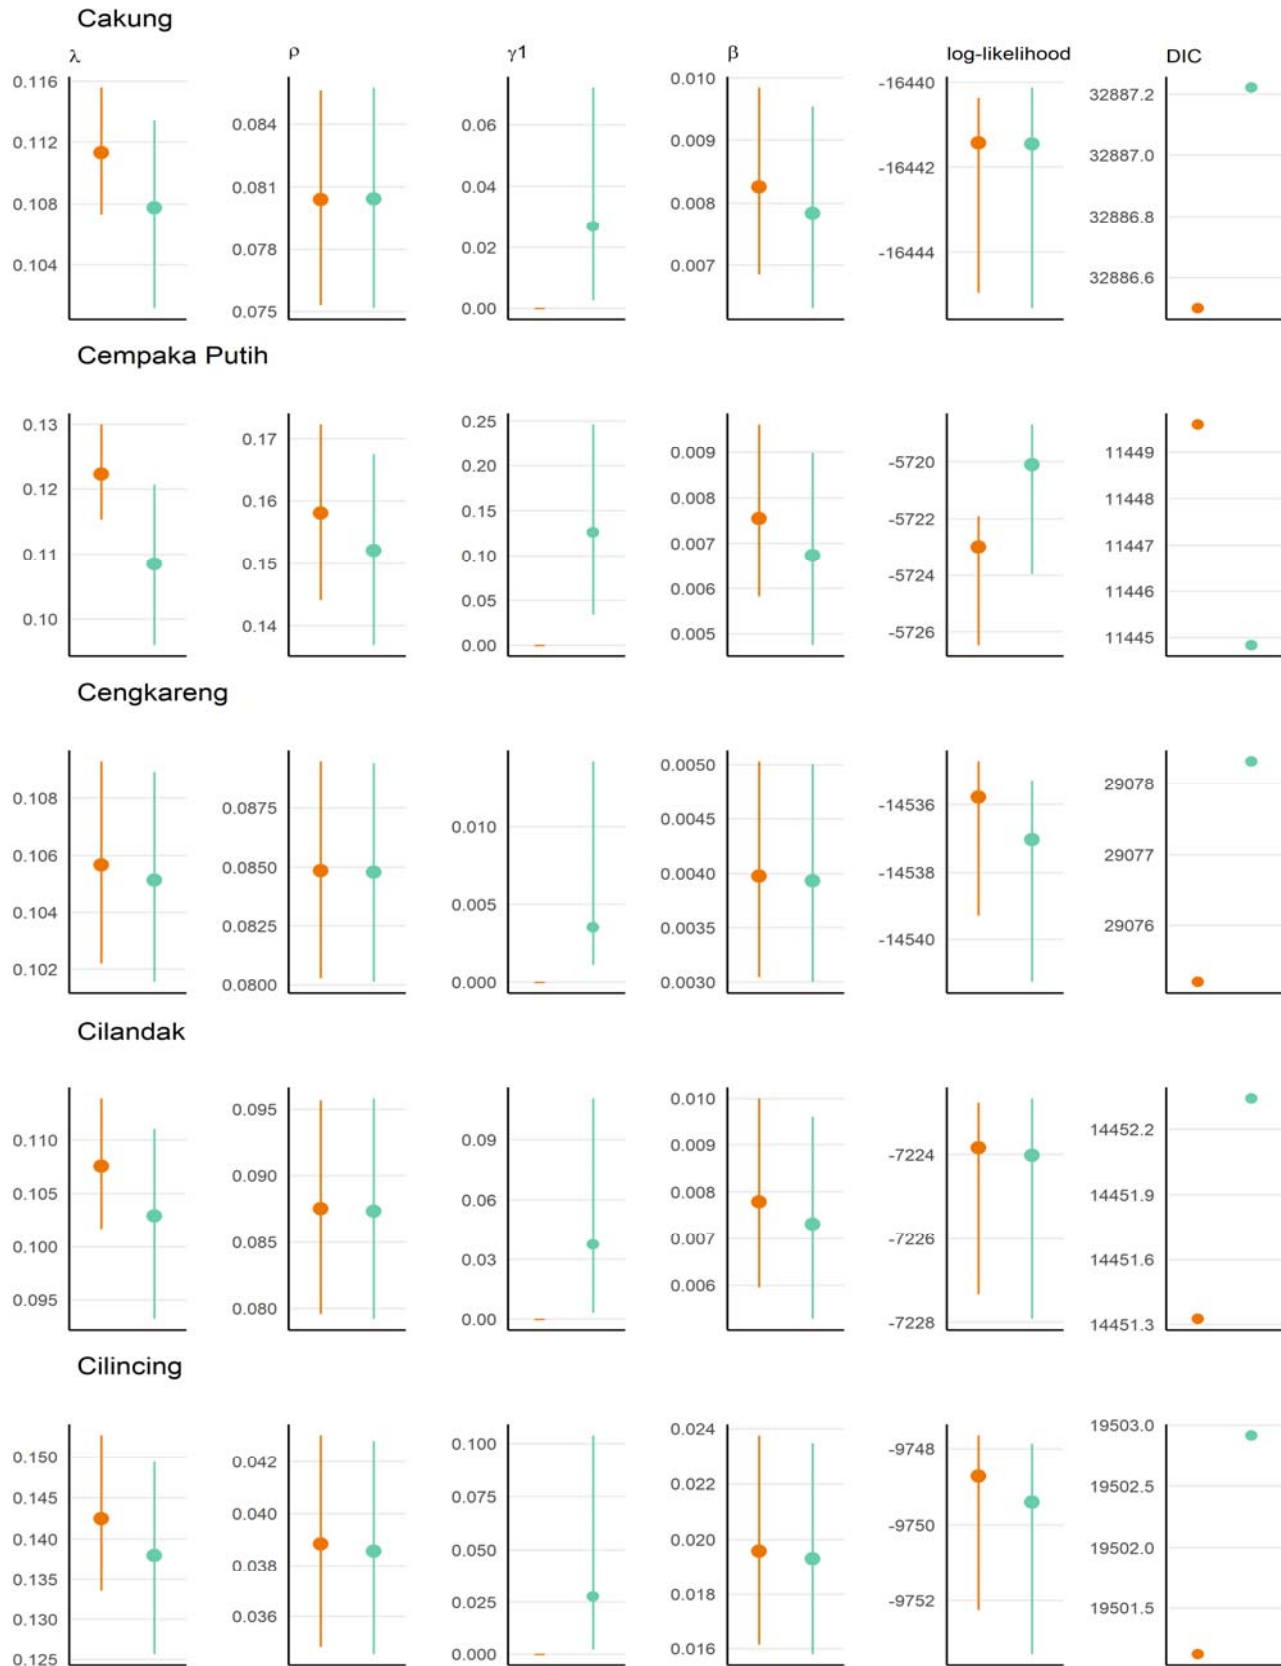 Cakung
λ ρ γ1 β log-likelihood DIC
0.116 0.112 0.108 0.104
0.084 0.081 0.078 0.075
0.06 0.04 0.02 0.00
0.010 0.009 0.008 0.007
-16440 -16442 -16444
32887.2 32887.0 32886.8 32886.6
Cempaka Putih
0.13 0.12 0.11 0.10
0.17 0.16 0.15 0.14
0.25 0.20 0.15 0.10 0.05 0.00
0.009 0.008 0.007 0.006 0.005
-5720 -5722 -5724 -5726
11449 11448 11447 11446 11445
Cengkareng
0.108 0.106 0.104 0.102
0.0875 0.0850 0.0825 0.0800
0.010 0.005 0.000
0.0050 0.0045 0.0040 0.0035 0.0030
-14536 -14538 -14540
29078 29077 29076
Cilandak
0.110 0.105 0.100 0.095
0.095 0.090 0.085 0.080
0.09 0.06 0.03 0.00
0.010 0.009 0.008 0.007 0.006
-7224 -7226 -7228
14452.2 14451.9 14451.6 14451.3
Cilincing
0.150 0.145 0.140 0.135 0.130 0.125
0.042 0.040 0.038 0.036
0.100 0.075 0.050 0.025 0.000
0.024 0.022 0.020 0.018 0.016
-9748 -9750 -9752
19503.0 19502.5 19502.0 19501.5